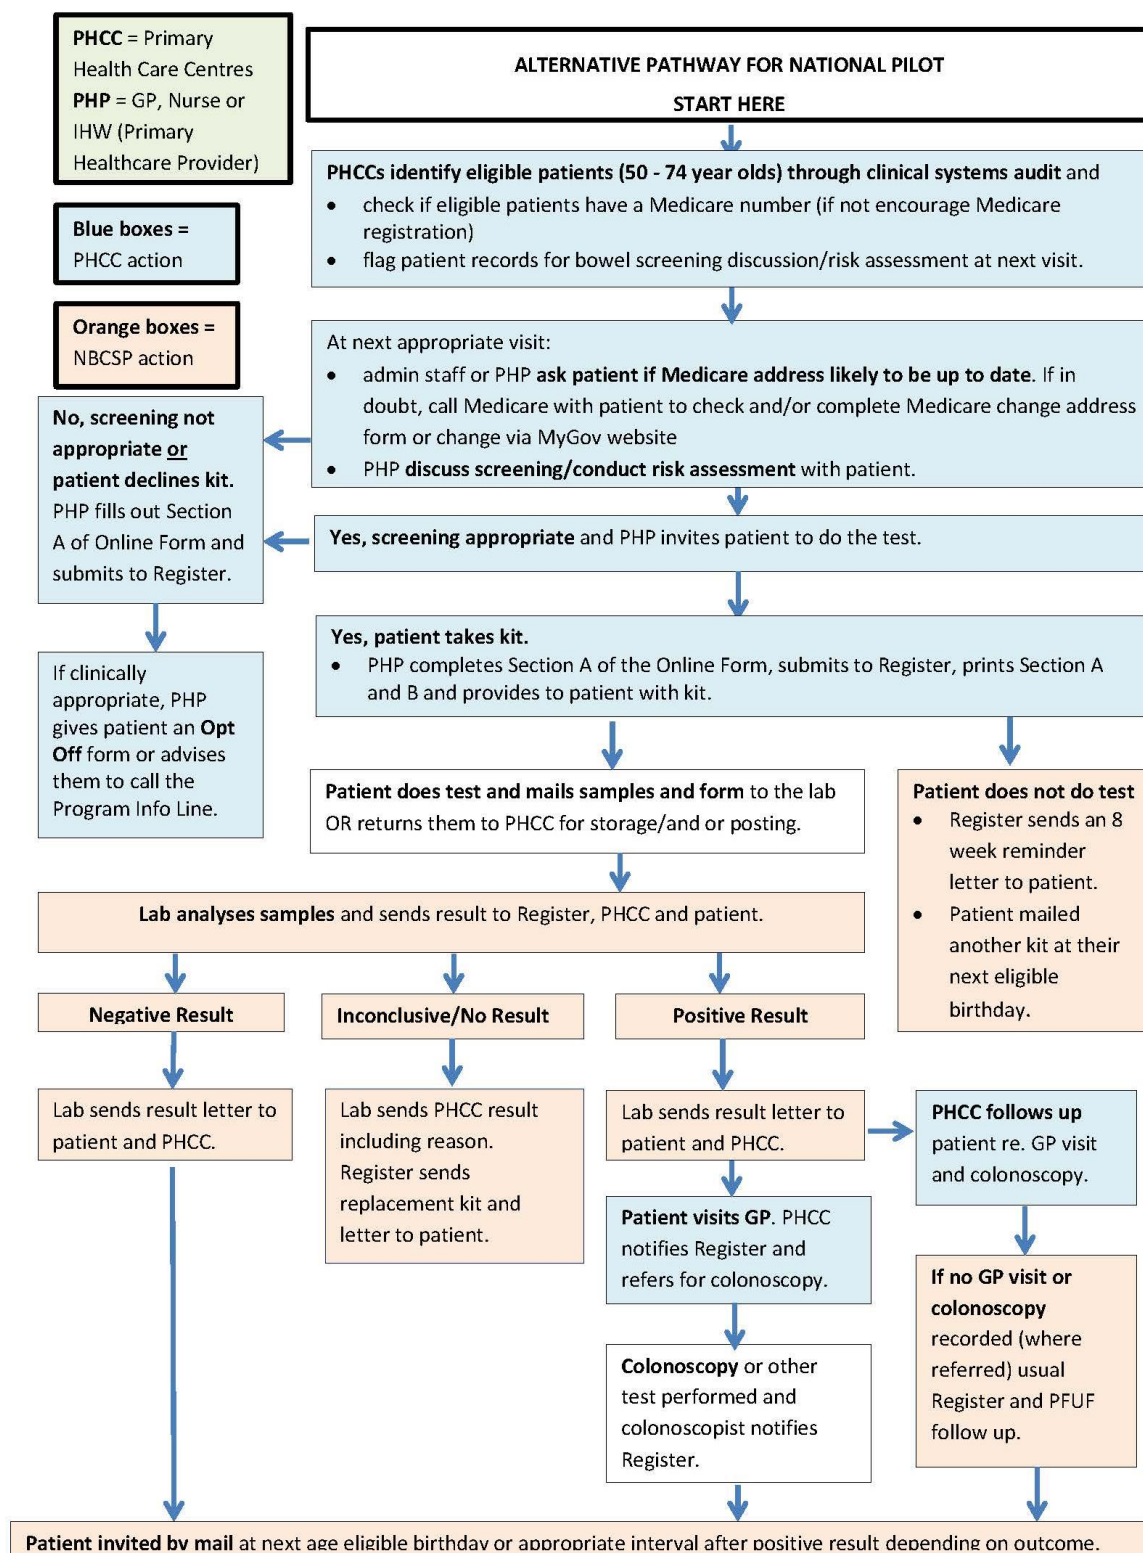 PHCC = Primary
Health Care Centres
PHP = GP, Nurse or
IHW (Primary
Healthcare Provider)
Blue boxes =
PHCC action
Orange boxes =
NBCSP action
ALTERNATIVE PATHWAY FOR NATIONAL PILOT
START HERE
PHCCs identify eligible patients (50 - 74 year olds) through clinical systems audit and
• check if eligible patients have a Medicare number (if not encourage Medicare
registration)
• flag patient records for bowel screening discussion/risk assessment at next visit.
At next appropriate visit:
• admin staff or PHP ask patient if Medicare address likely to be up to date. If in
doubt, call Medicare with patient to check and/or complete Medicare change address
form or change via MyGov website
• PHP discuss screening/conduct risk assessment with patient.
No, screening not
appropriate or
patient declines kit.
PHP fills out Section
A of Online Form and
submits to Register.
Yes, screening appropriate and PHP invites patient to do the test.
If clinically
appropriate, PHP
gives patient an Opt
Off form or advises
them to call the
Program Info Line.
Yes, patient takes kit.
• PHP completes Section A of the Online Form, submits to Register, prints Section A
and B and provides to patient with kit.
Patient does test and mails samples and form to the lab
OR returns them to PHCC for storage/and or posting.
Patient does not do test
• Register sends an 8
week reminder
letter to patient.
• Patient mailed
another kit at their
next eligible
birthday.
Lab analyses samples and sends result to Register, PHCC and patient.
Negative Result
Inconclusive/No Result
Positive Result
Lab sends result letter to
patient and PHCC.
Lab sends PHCC result
including reason.
Register sends
replacement kit and
letter to patient.
Lab sends result letter to
patient and PHCC.
PHCC follows up
patient re. GP visit
and colonoscopy.
Patient visits GP. PHCC
notifies Register and
refers for colonoscopy.
If no GP visit or
colonoscopy
recorded (where
referred) usual
Register and PFUF
follow up.
Colonoscopy or other
test performed and
colonoscopist notifies
Register.
Patient invited by mail at next age eligible birthday or appropriate interval after positive result depending on outcome.